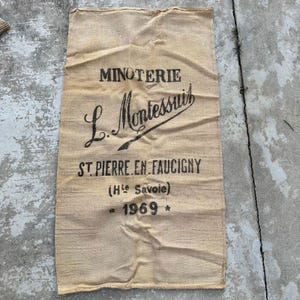 MINOTERIE
L. Montessuit
ST. PIERRE. EN. FAUCIGNY
(Hte Savoie)
* 1969 *